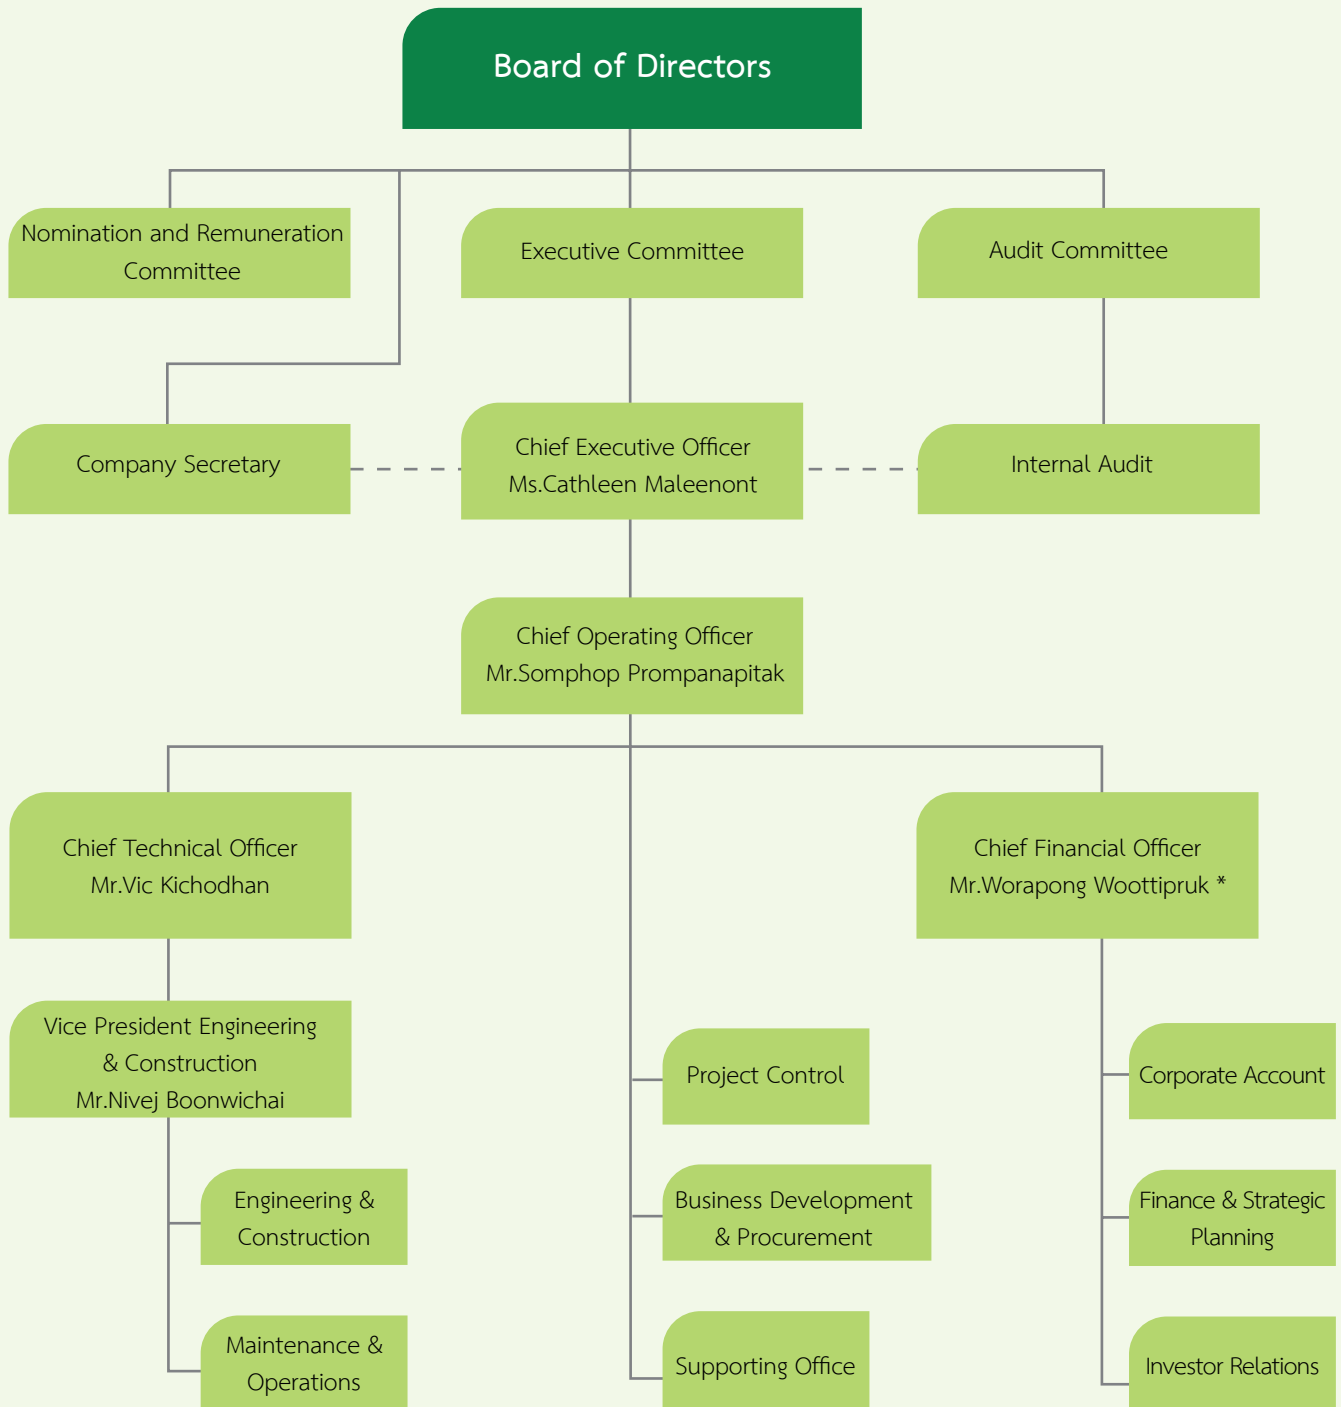 Board of Directors
Nomination and Remuneration
Committee
Executive Committee
Audit Committee
Company Secretary
Chief Executive Officer
Ms.Cathleen Maleenont
Internal Audit
Chief Operating Officer
Mr.Somphop Prompanapitak
Chief Technical Officer
Mr.Vic Kichodhan
Chief Financial Officer
Mr.Worapong Woottipruk *
Vice President Engineering
& Construction
Mr.Nivej Boonwichai
Project Control
Corporate Account
Engineering &
Construction
Business Development
& Procurement
Finance & Strategic
Planning
Maintenance &
Operations
Supporting Office
Investor Relations